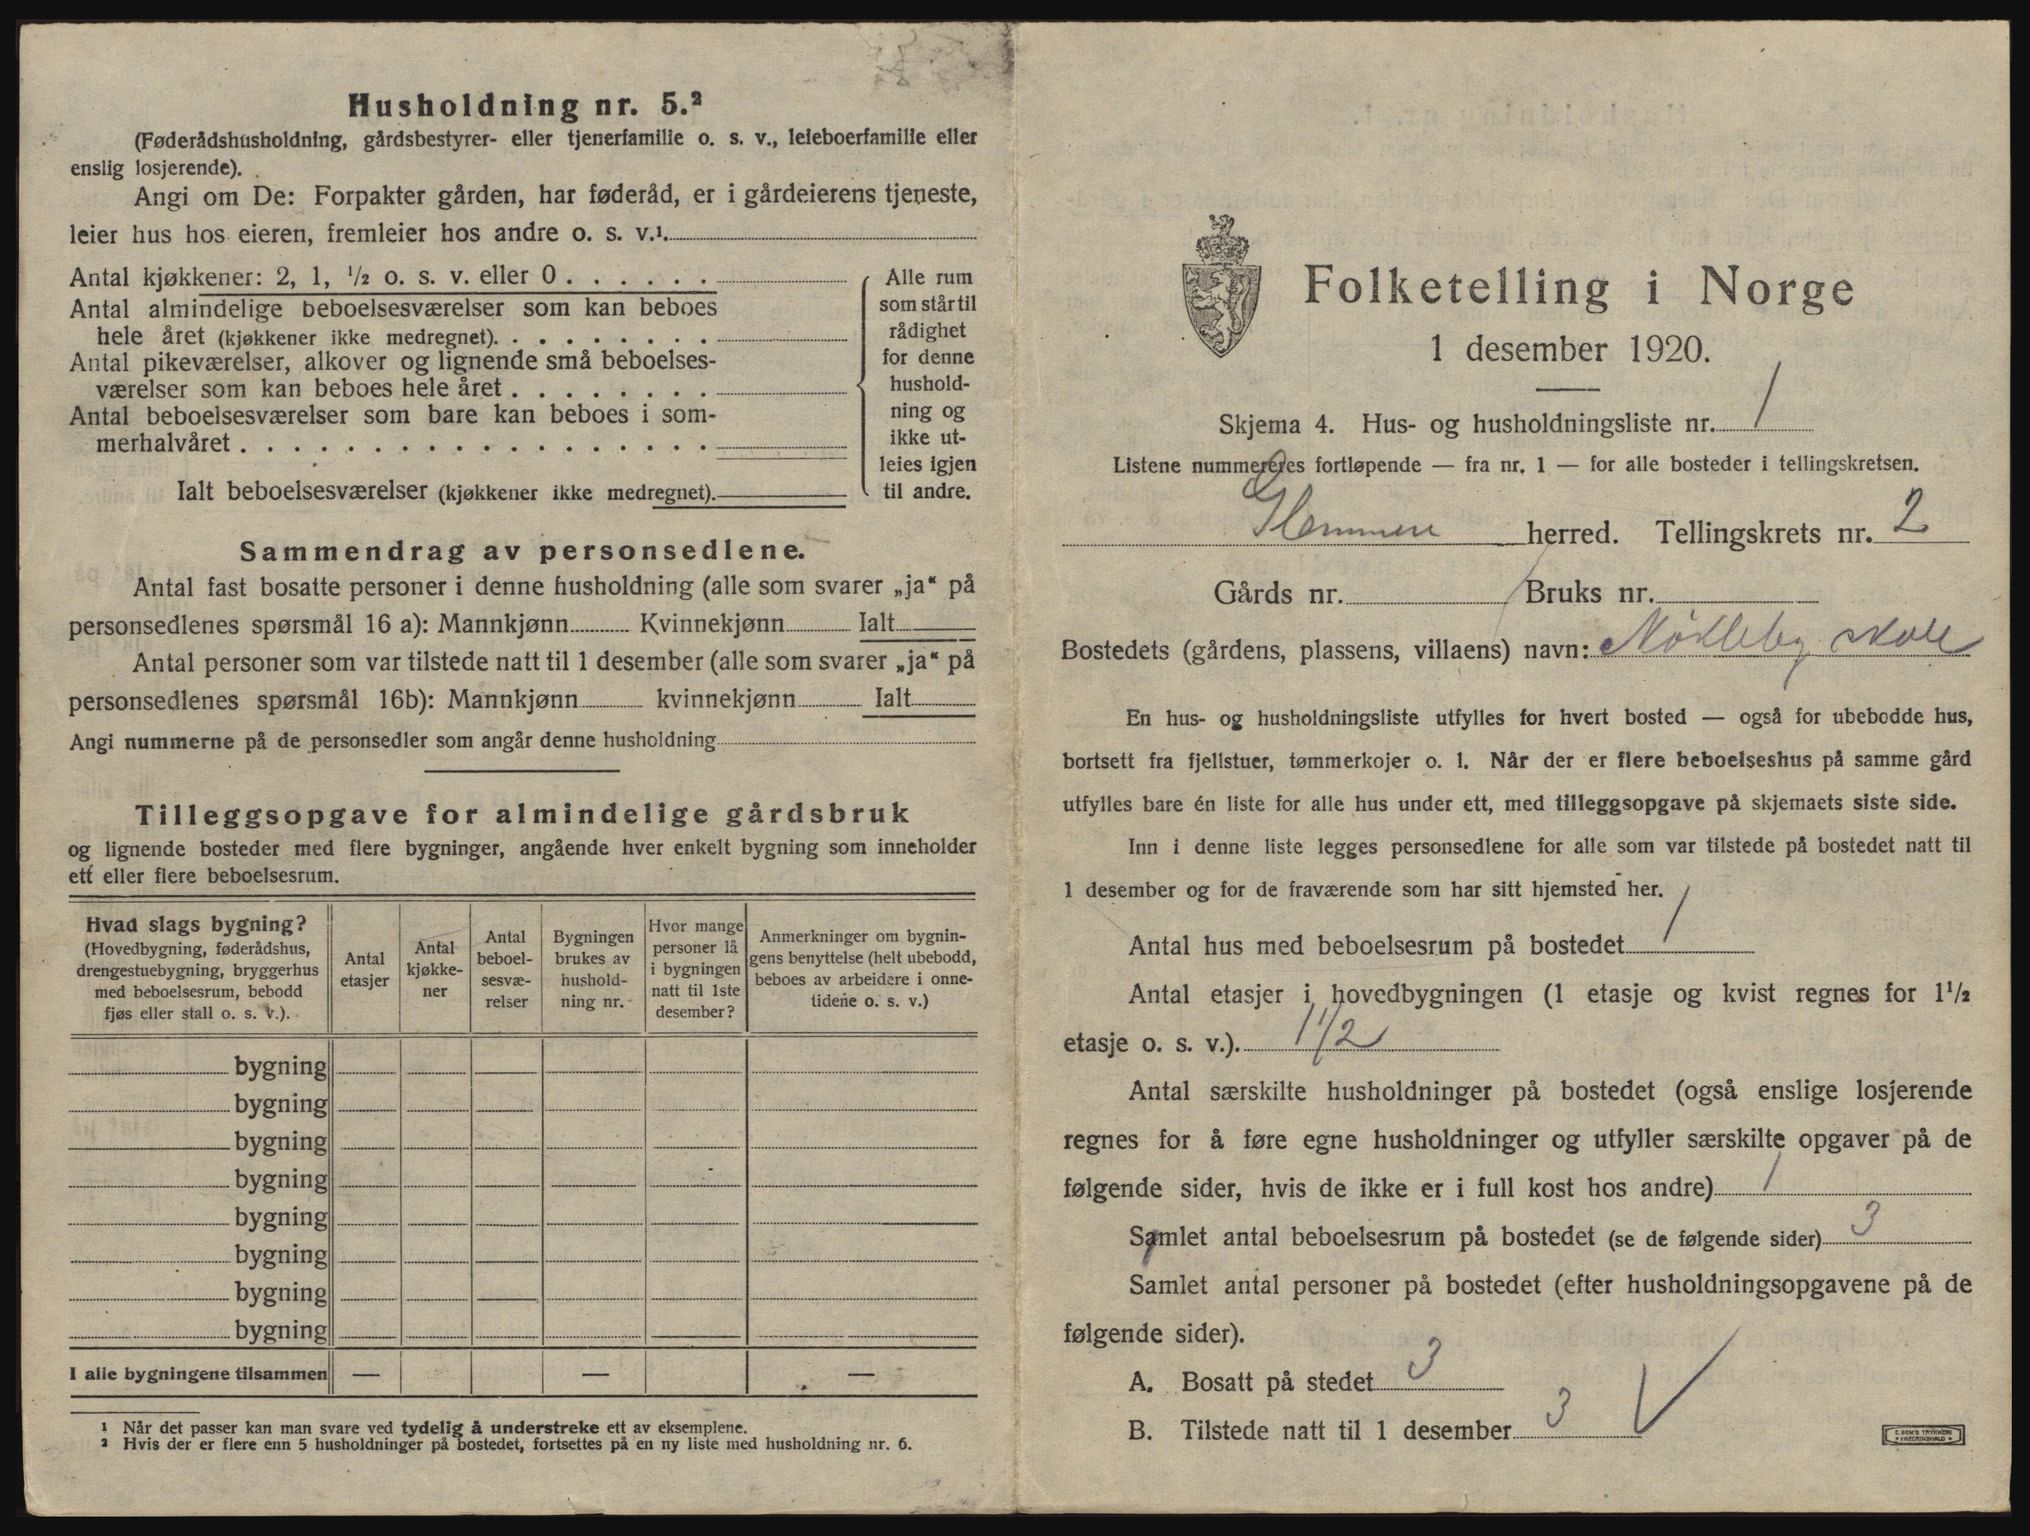 Husholdning nr. 5.²
(Føderådshusholdning, gårdsbestyrer- eller tjenerfamilie o. s. v., leieboerfamilie eller
enslig losjerende).
Angi om De: Forpakter gården, har føderåd, er i gårdeierens tjeneste,
leier hus hos eieren, fremleier hos andre o. s. v.¹.
Antal kjøkkener: 2, 1, ½ o. s. v. eller 0 . . . . . .
Antal almindelige beboelsesværelser som kan beboes
hele året (kjøkkener ikke medregnet). . . . . . . . .
Antal pikeværelser, alkover og lignende små beboelses-
værelser som kan beboes hele året . . . . . . . .
Antal beboelsesværelser som bare kan beboes i som-
merhalvåret . . . . . . . . . . . . . . . . . .
Ialt beboelsesværelser (kjøkkener ikke medregnet).
Alle rum
som står til
rådighet
for denne
hushold-
ning og
ikke ut-
leies igjen
til andre.
Sammendrag av personsedlene.
Antal fast bosatte personer i denne husholdning (alle som svarer „ja“ på
personsedlenes spørsmål 16 a): Mannkjønn Kvinnekjønn Ialt
Antal personer som var tilstede natt til 1 desember (alle som svarer „ja“ på
personsedlenes spørsmål 16b): Mannkjønn kvinnekjønn Ialt
Angi nummerne på de personsedler som angår denne husholdning
Tilleggsopgave for almindelige gårdsbruk
og lignende bosteder med flere bygninger, angående hver enkelt bygning som inneholder
ett eller flere beboelsesrum.
Hvad slags bygning?
(Hovedbygning, føderådshus,
drengestuebygning, bryggerhus
med beboelsesrum, bebodd
fjøs eller stall o. s. v.).
Antal
etasjer
Antal
kjøkke-
ner
Antal
beboel-
sesvæ-
relser
Bygningen
brukes av
hushold-
ning nr.
Hvor mange
personer lå
i bygningen
natt til 1ste
desember?
Anmerkninger om bygnin-
gens benyttelse (helt ubebodd,
beboes av arbeidere i onne-
tidene o. s. v.)
bygning
bygning
bygning
bygning
bygning
bygning
bygning
bygning
I alle bygningene tilsammen — — —
¹ Når det passer kan man svare ved tydelig å understreke ett av eksemplene.
² Hvis der er flere enn 5 husholdninger på bostedet, fortsettes på en ny liste med husholdning nr. 6.
Folketelling i Norge
1 desember 1920.
Skjema 4. Hus- og husholdningsliste nr. 1
Listene nummereres fortløpende — fra nr. 1 — for alle bosteder i tellingskretsen.
Glemmen herred. Tellingskrets nr. 2
Gårds nr. Bruks nr.
Bostedets (gårdens, plassens, villaens) navn: Nøkleby skole
En hus- og husholdningsliste utfylles for hvert bosted — også for ubebodde hus,
bortsett fra fjellstuer, tømmerkojer o. l. Når der er flere beboelseshus på samme gård
utfylles bare én liste for alle hus under ett, med tilleggsopgave på skjemaets siste side.
Inn i denne liste legges personsedlene for alle som var tilstede på bostedet natt til
1 desember og for de fraværende som har sitt hjemsted her.
Antal hus med beboelsesrum på bostedet 1
Antal etasjer i hovedbygningen (1 etasje og kvist regnes for 1½
etasje o. s. v.). 1 1/2
Antal særskilte husholdninger på bostedet (også enslige losjerende
regnes for å føre egne husholdninger og utfyller særskilte opgaver på de
følgende sider, hvis de ikke er i full kost hos andre) 1
Samlet antal beboelsesrum på bostedet (se de følgende sider) 3
Samlet antal personer på bostedet (efter husholdningsopgavene på de
følgende sider).
A. Bosatt på stedet 3
B. Tilstede natt til 1 desember 3